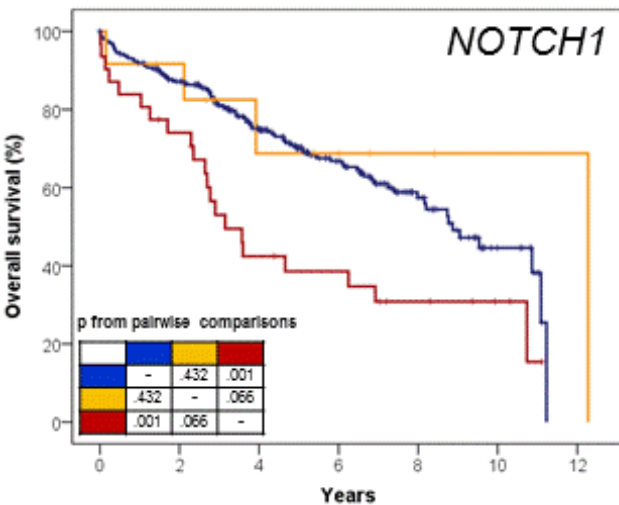 NOTCH1
100
80
60
40
20
0
Overall survival (%)
p from pairwise comparisons
- .432 .001
.432 - .066
.001 .066 -
0 2 4 6 8 10 12
Years